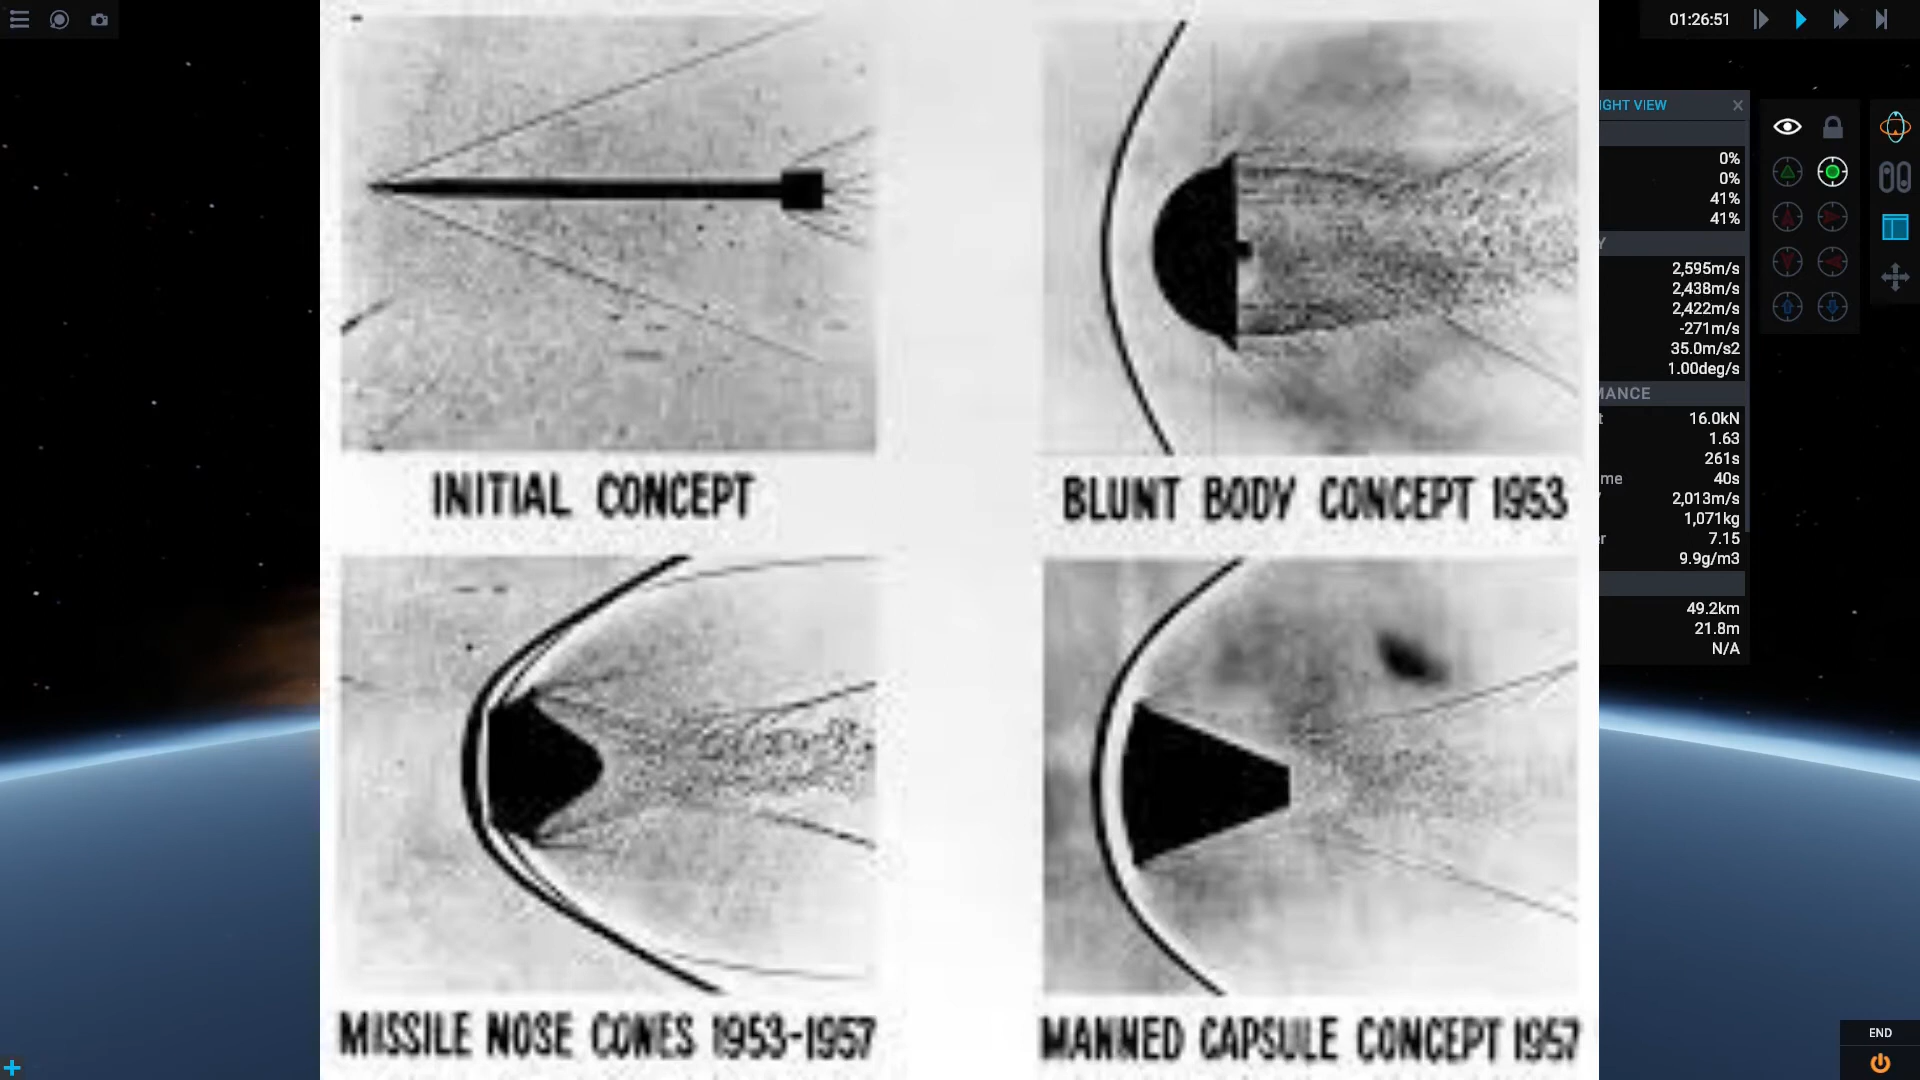 01:26:51
IGHT VIEW
0%
0%
41%
41%
Y
2,595m/s
2,438m/s
2,422m/s
-271m/s
35.0m/s2
1.00deg/s
MANCE
t 16.0kN
1.63
261s
me 40s
2,013m/s
1,071kg
er 7.15
9.9g/m3
49.2km
21.8m
N/A
INITIAL CONCEPT
BLUNT BODY CONCEPT 1953
MISSILE NOSE CONES 1953-1957
MANNED CAPSULE CONCEPT 1957
END